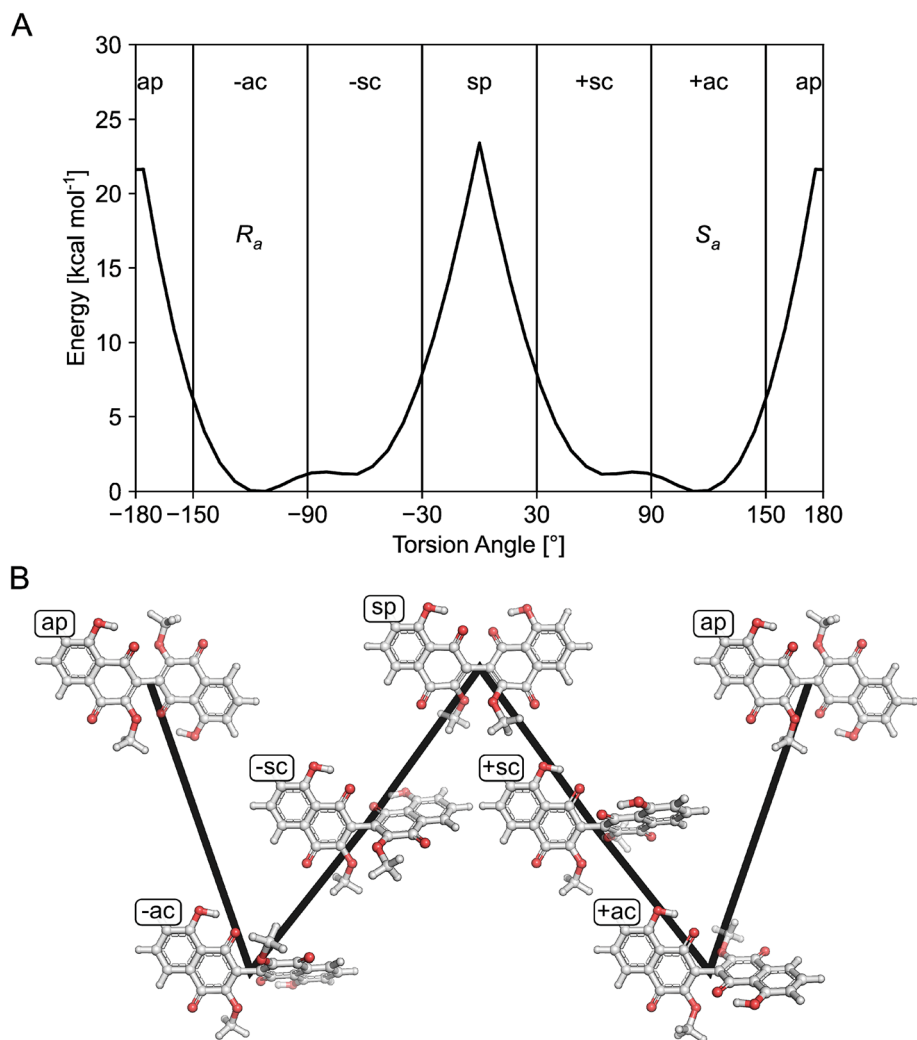 A
Energy [kcal mol⁻¹]
30
25
20
15
10
5
0
ap -ac -sc sp +sc +ac ap
Rₐ Sₐ
−180 −150 −90 −30 30 90 150 180
Torsion Angle [°]
B
ap sp ap
-sc +sc
-ac +ac